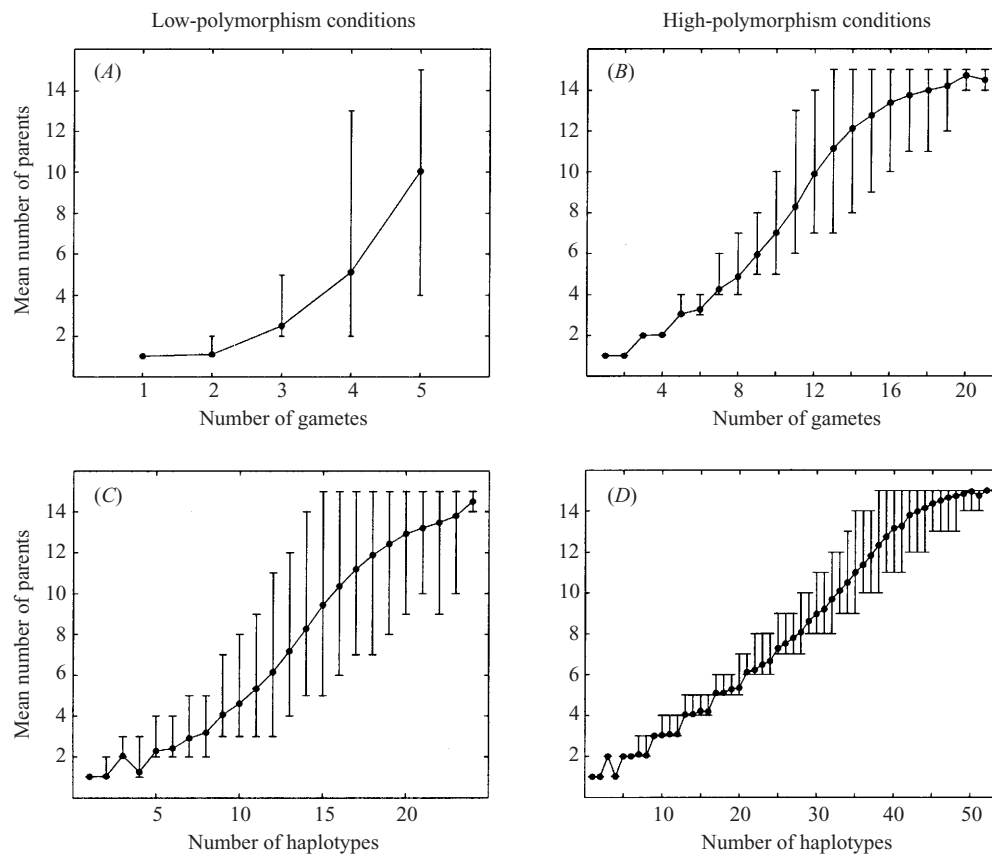 Low-polymorphism conditions
High-polymorphism conditions
(A)
14
12
10
8
6
4
2
Mean number of parents
1 2 3 4 5
Number of gametes
(B)
14
12
10
8
6
4
2
4 8 12 16 20
Number of gametes
(C)
14
12
10
8
6
4
2
Mean number of parents
5 10 15 20
Number of haplotypes
(D)
14
12
10
8
6
4
2
10 20 30 40 50
Number of haplotypes